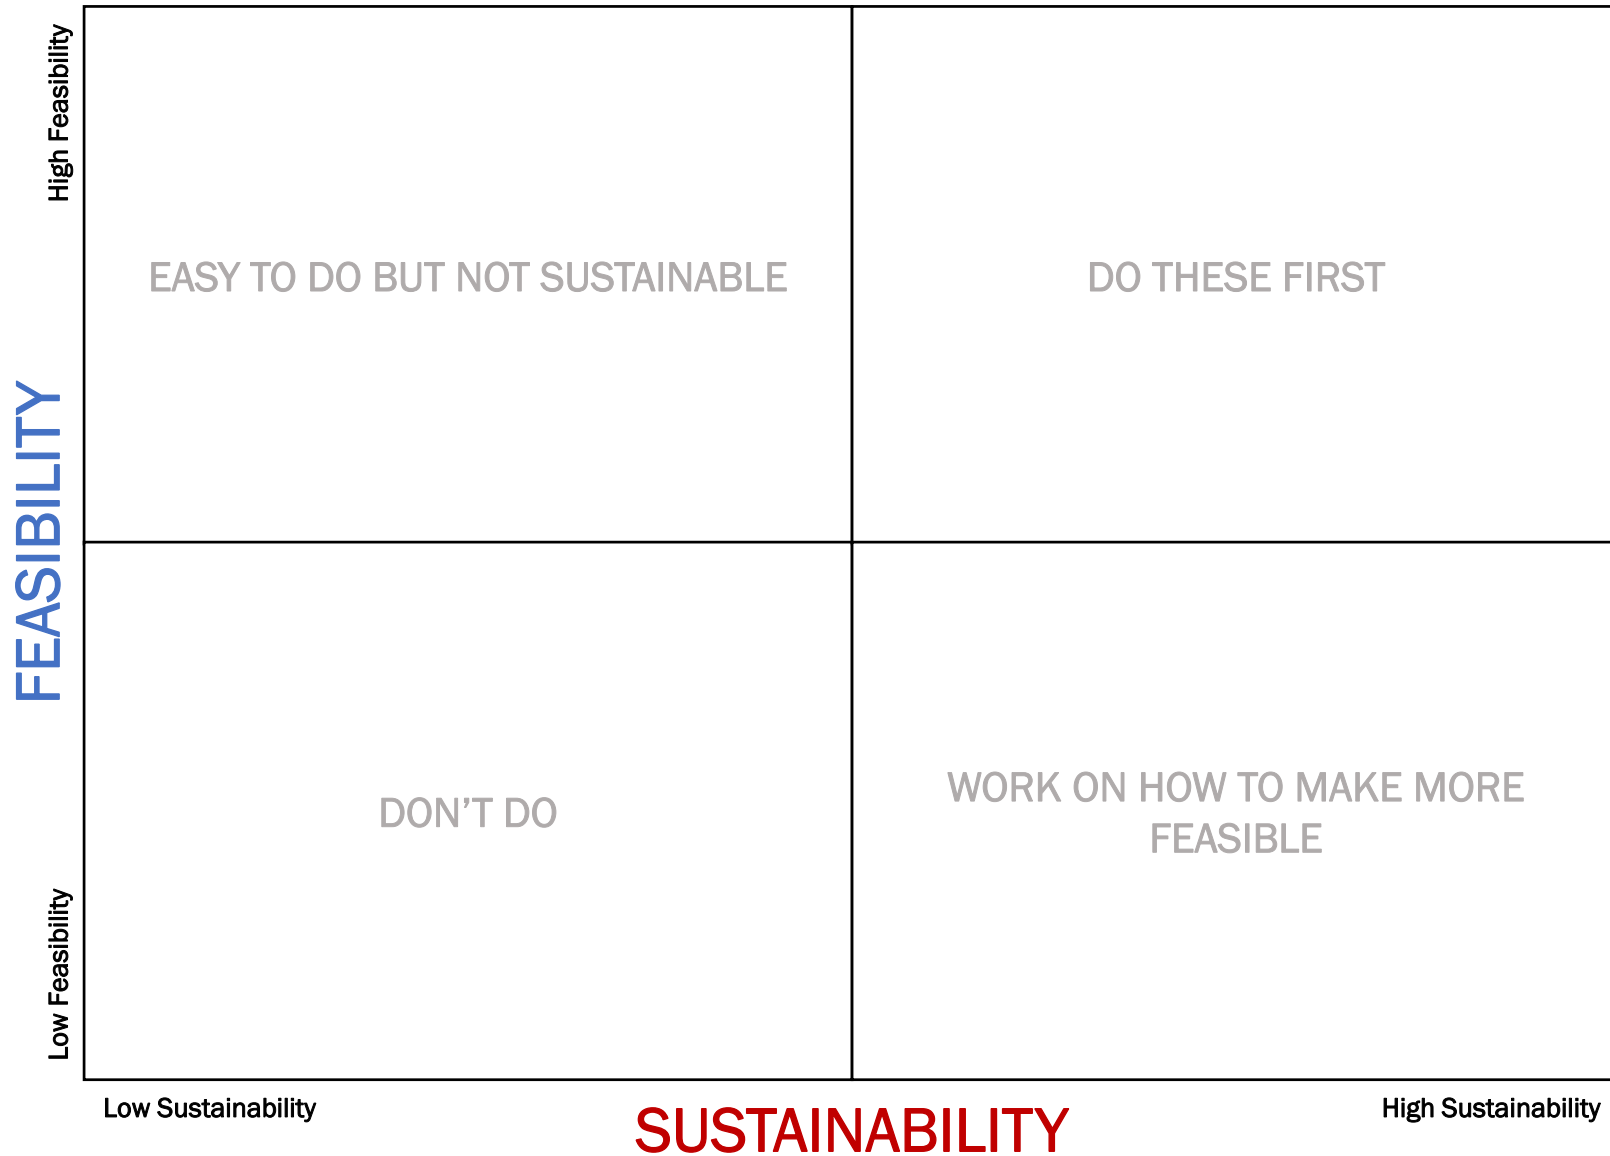 High Feasibility
EASY TO DO BUT NOT SUSTAINABLE
DO THESE FIRST
FEASIBILITY
DON’T DO
WORK ON HOW TO MAKE MORE
FEASIBLE
Low Feasibility
Low Sustainability
SUSTAINABILITY
High Sustainability